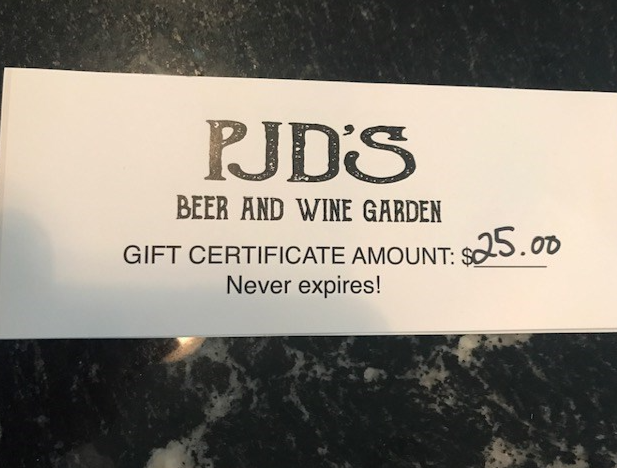 PJD'S
BEER AND WINE GARDEN
GIFT CERTIFICATE AMOUNT: $25.00
Never expires!